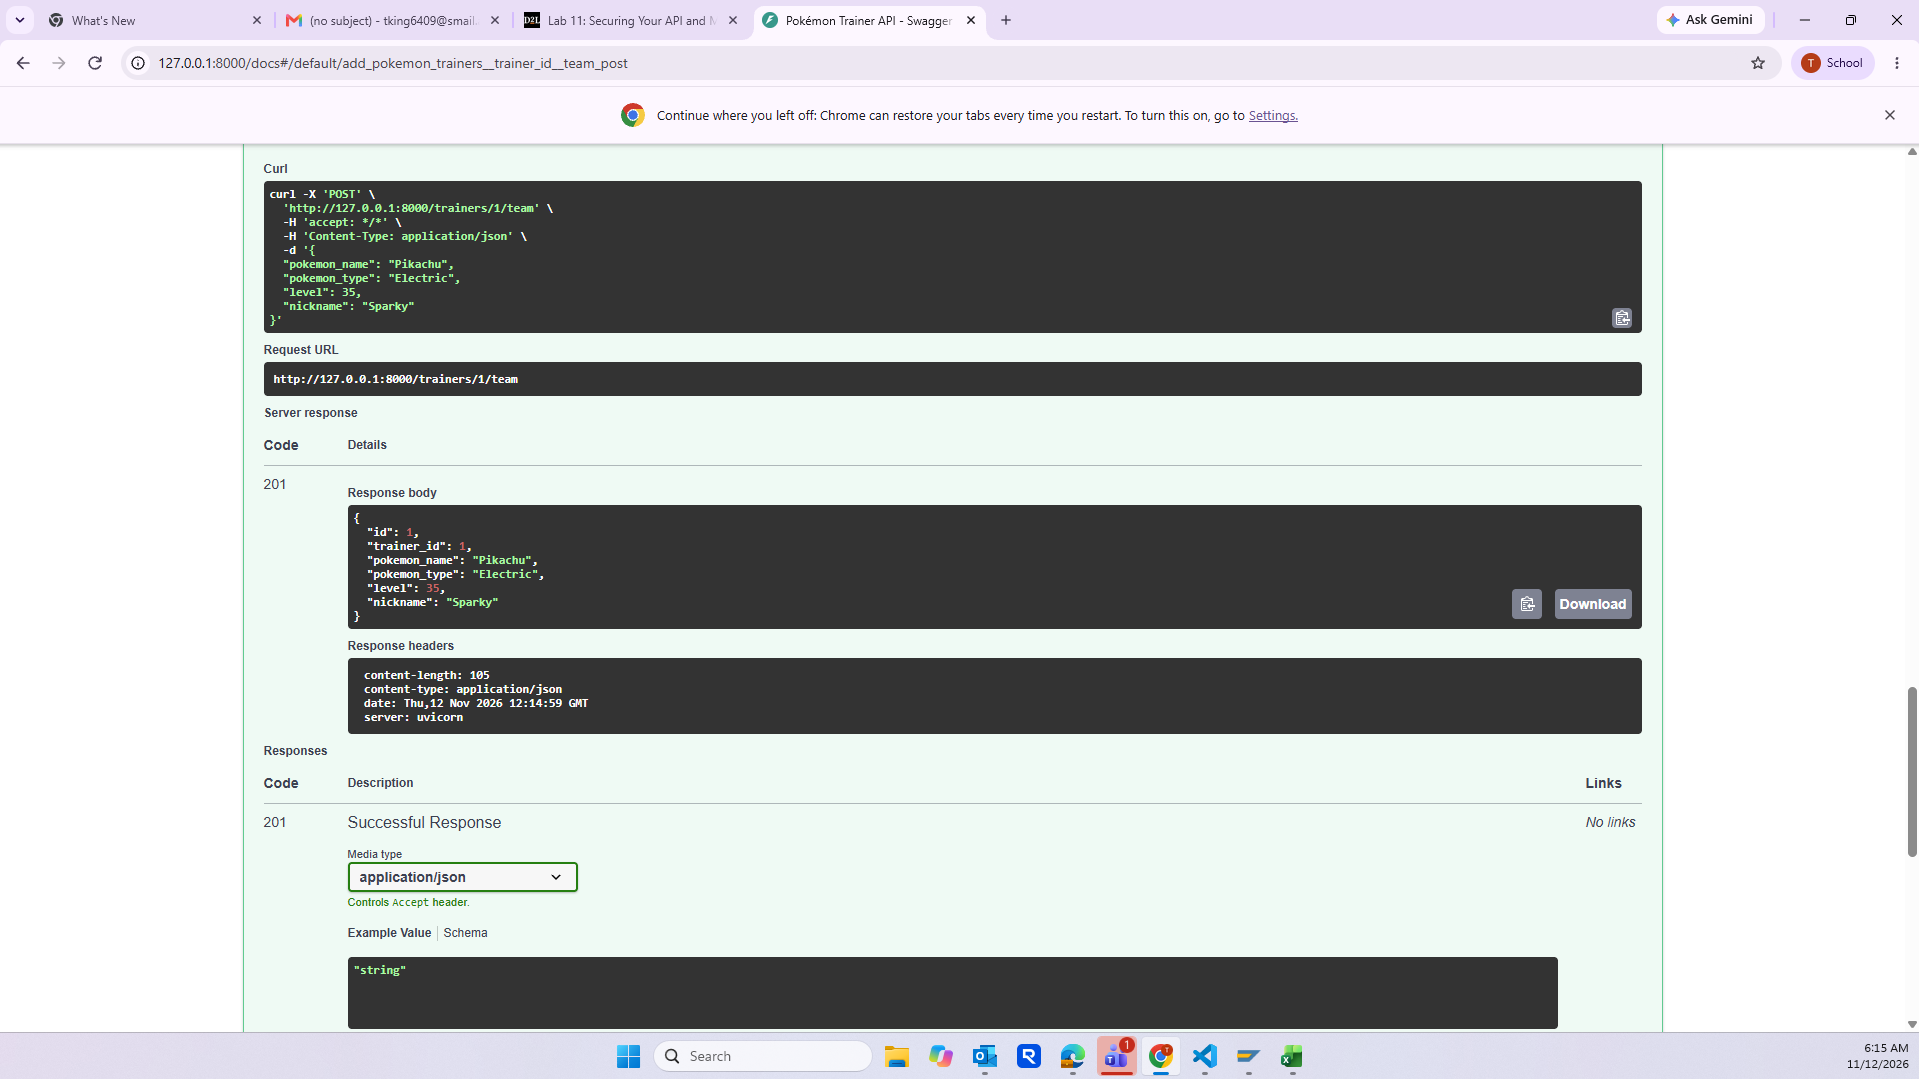 What's New
(no subject) - tking6409@smail.
D2L
Lab 11: Securing Your API and M
Pokémon Trainer API - Swagger
Ask Gemini
127.0.0.1:8000/docs#/default/add_pokemon_trainers__trainer_id__team_post
T
School
Continue where you left off: Chrome can restore your tabs every time you restart. To turn this on, go to Settings.
Curl
curl -X 'POST' \
'http://127.0.0.1:8000/trainers/1/team' \
-H 'accept: */*' \
-H 'Content-Type: application/json' \
-d '{
"pokemon_name": "Pikachu",
"pokemon_type": "Electric",
"level": 35,
"nickname": "Sparky"
}'
Request URL
http://127.0.0.1:8000/trainers/1/team
Server response
Code Details
201
Response body
{
"id": 1,
"trainer_id": 1,
"pokemon_name": "Pikachu",
"pokemon_type": "Electric",
"level": 35,
"nickname": "Sparky"
}
Download
Response headers
content-length: 105
content-type: application/json
date: Thu,12 Nov 2026 12:14:59 GMT
server: uvicorn
Responses
Code Description Links
201 Successful Response No links
Media type
application/json
Controls Accept header.
Example Value Schema
"string"
Search
1
6:15 AM
11/12/2026